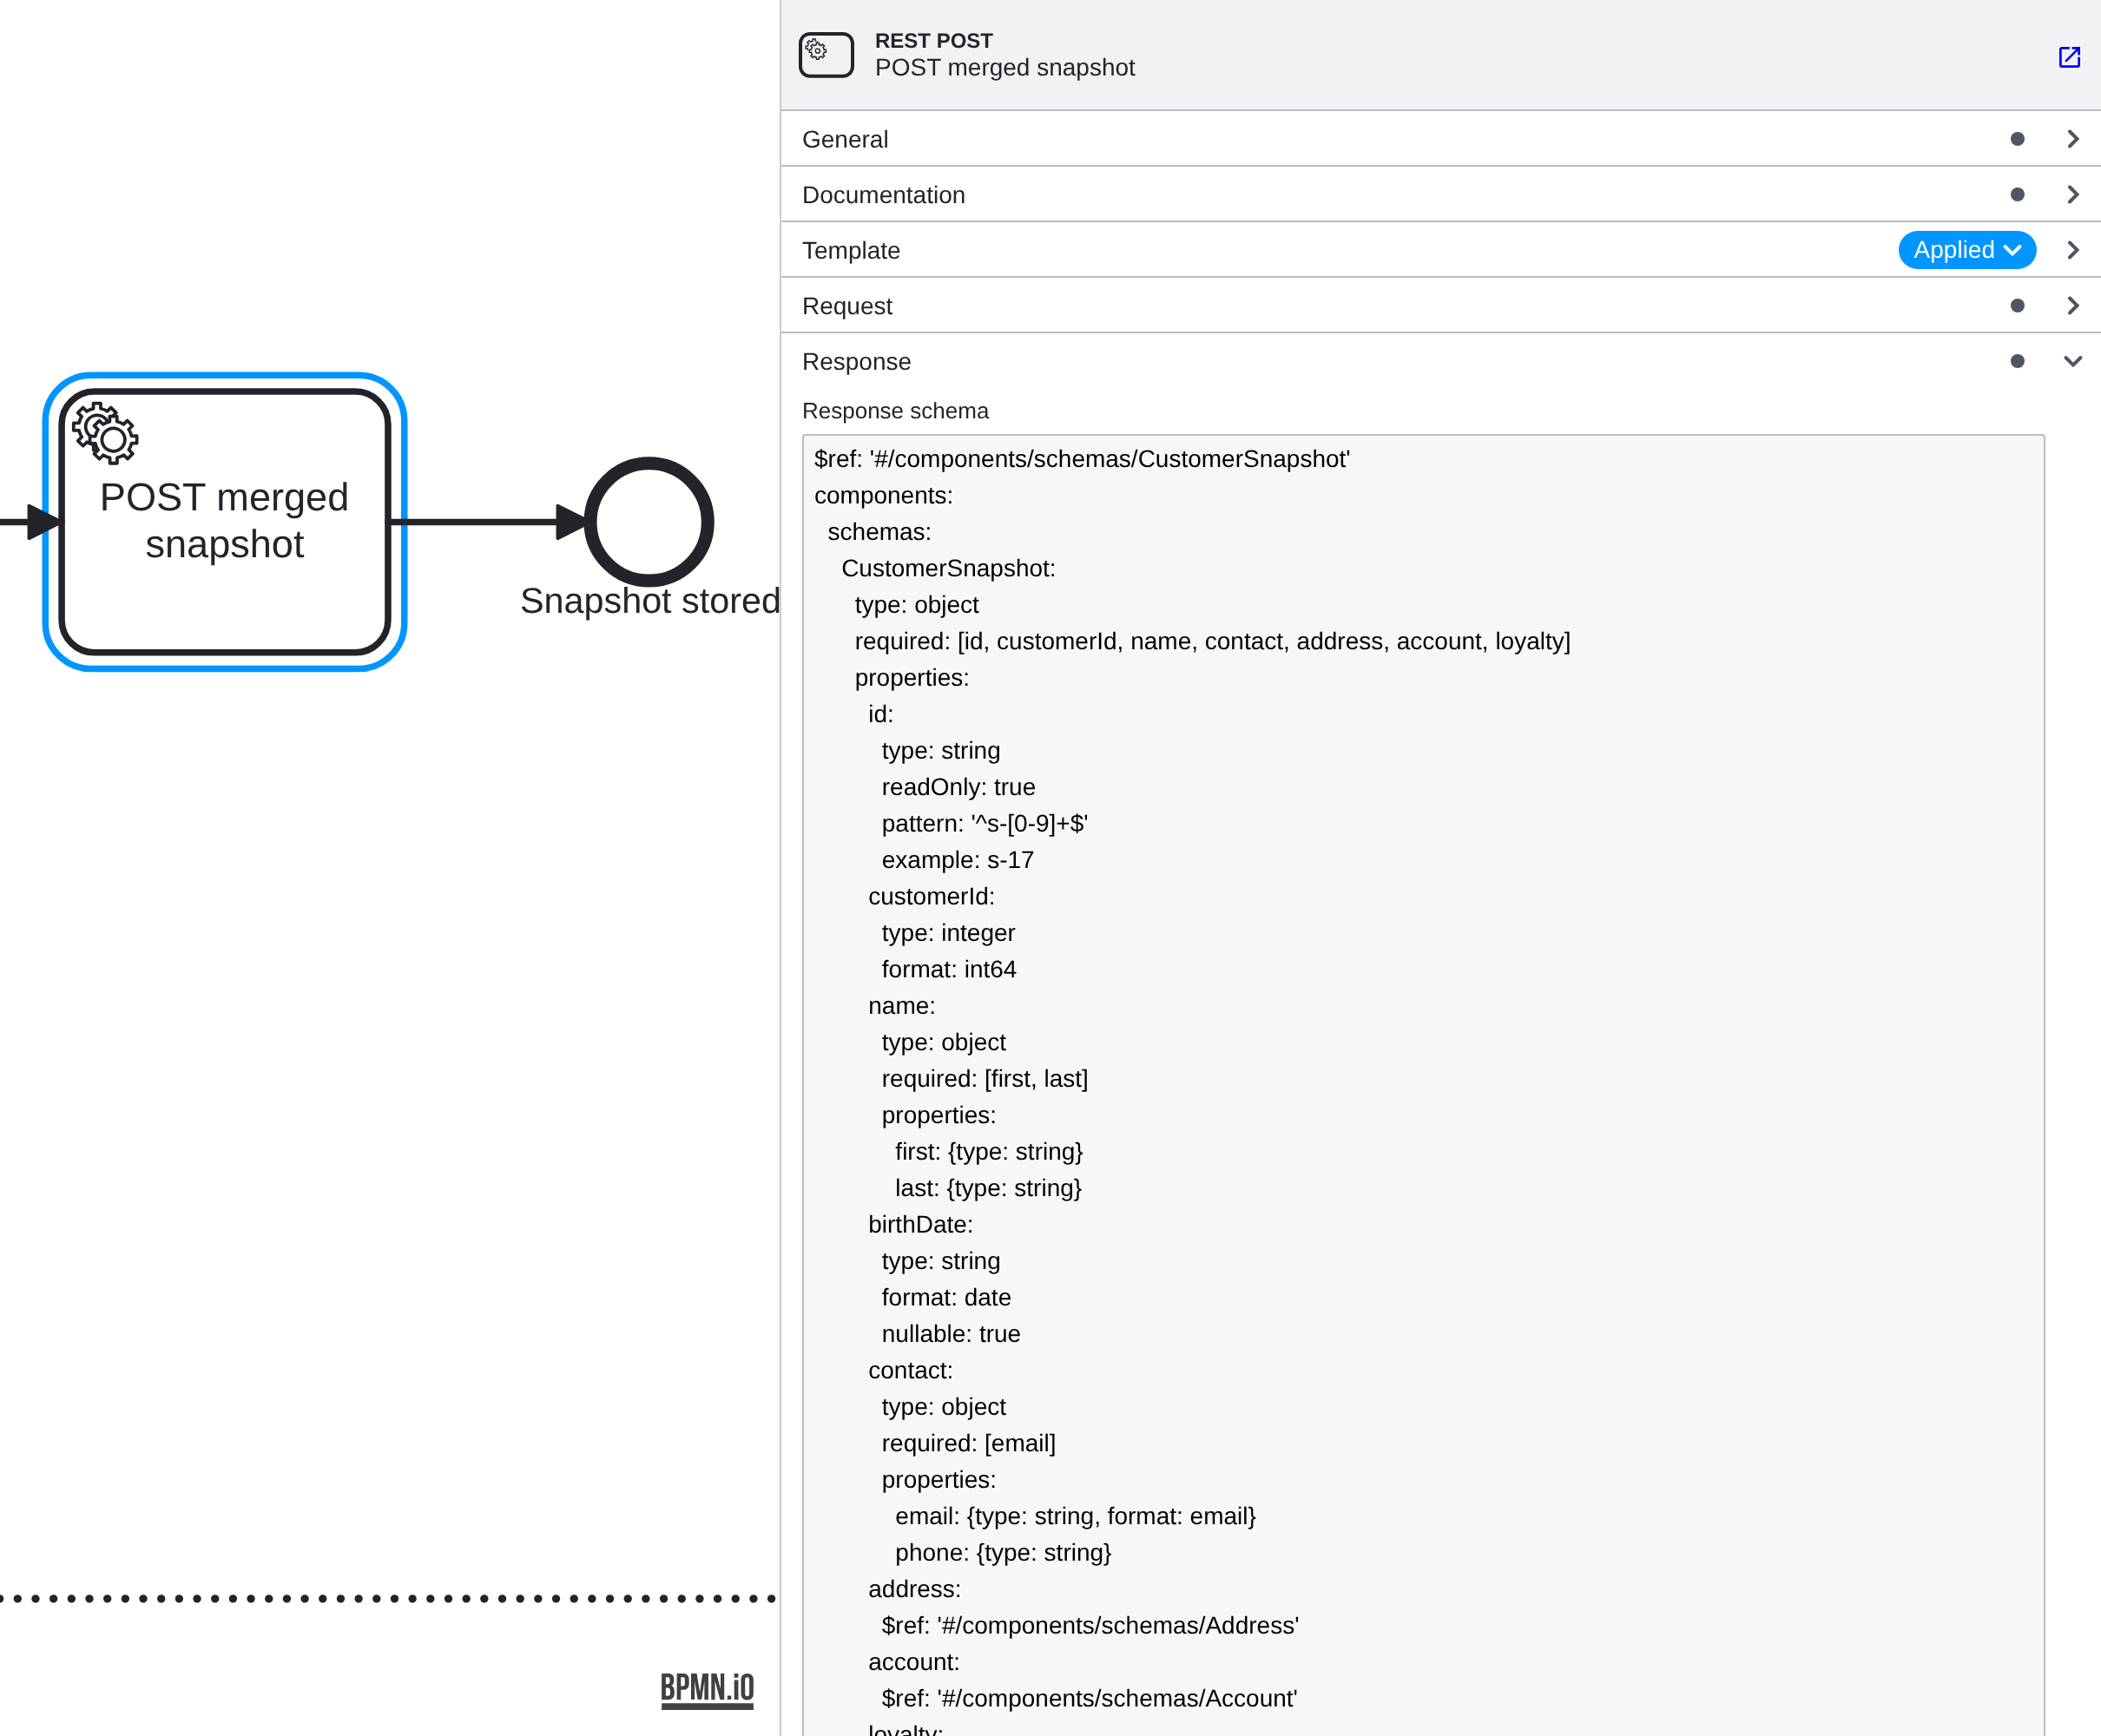 REST POST
POST merged snapshot
General
Documentation
Template
Applied
Request
Response
Response schema
$ref: '#/components/schemas/CustomerSnapshot'
components:
  schemas:
    CustomerSnapshot:
      type: object
      required: [id, customerId, name, contact, address, account, loyalty]
      properties:
        id:
          type: string
          readOnly: true
          pattern: '^s-[0-9]+$'
          example: s-17
        customerId:
          type: integer
          format: int64
        name:
          type: object
          required: [first, last]
          properties:
            first: {type: string}
            last: {type: string}
        birthDate:
          type: string
          format: date
          nullable: true
        contact:
          type: object
          required: [email]
          properties:
            email: {type: string, format: email}
            phone: {type: string}
        address:
          $ref: '#/components/schemas/Address'
        account:
          $ref: '#/components/schemas/Account'
        loyalty:
POST merged
snapshot
Snapshot stored
BPMN.iO